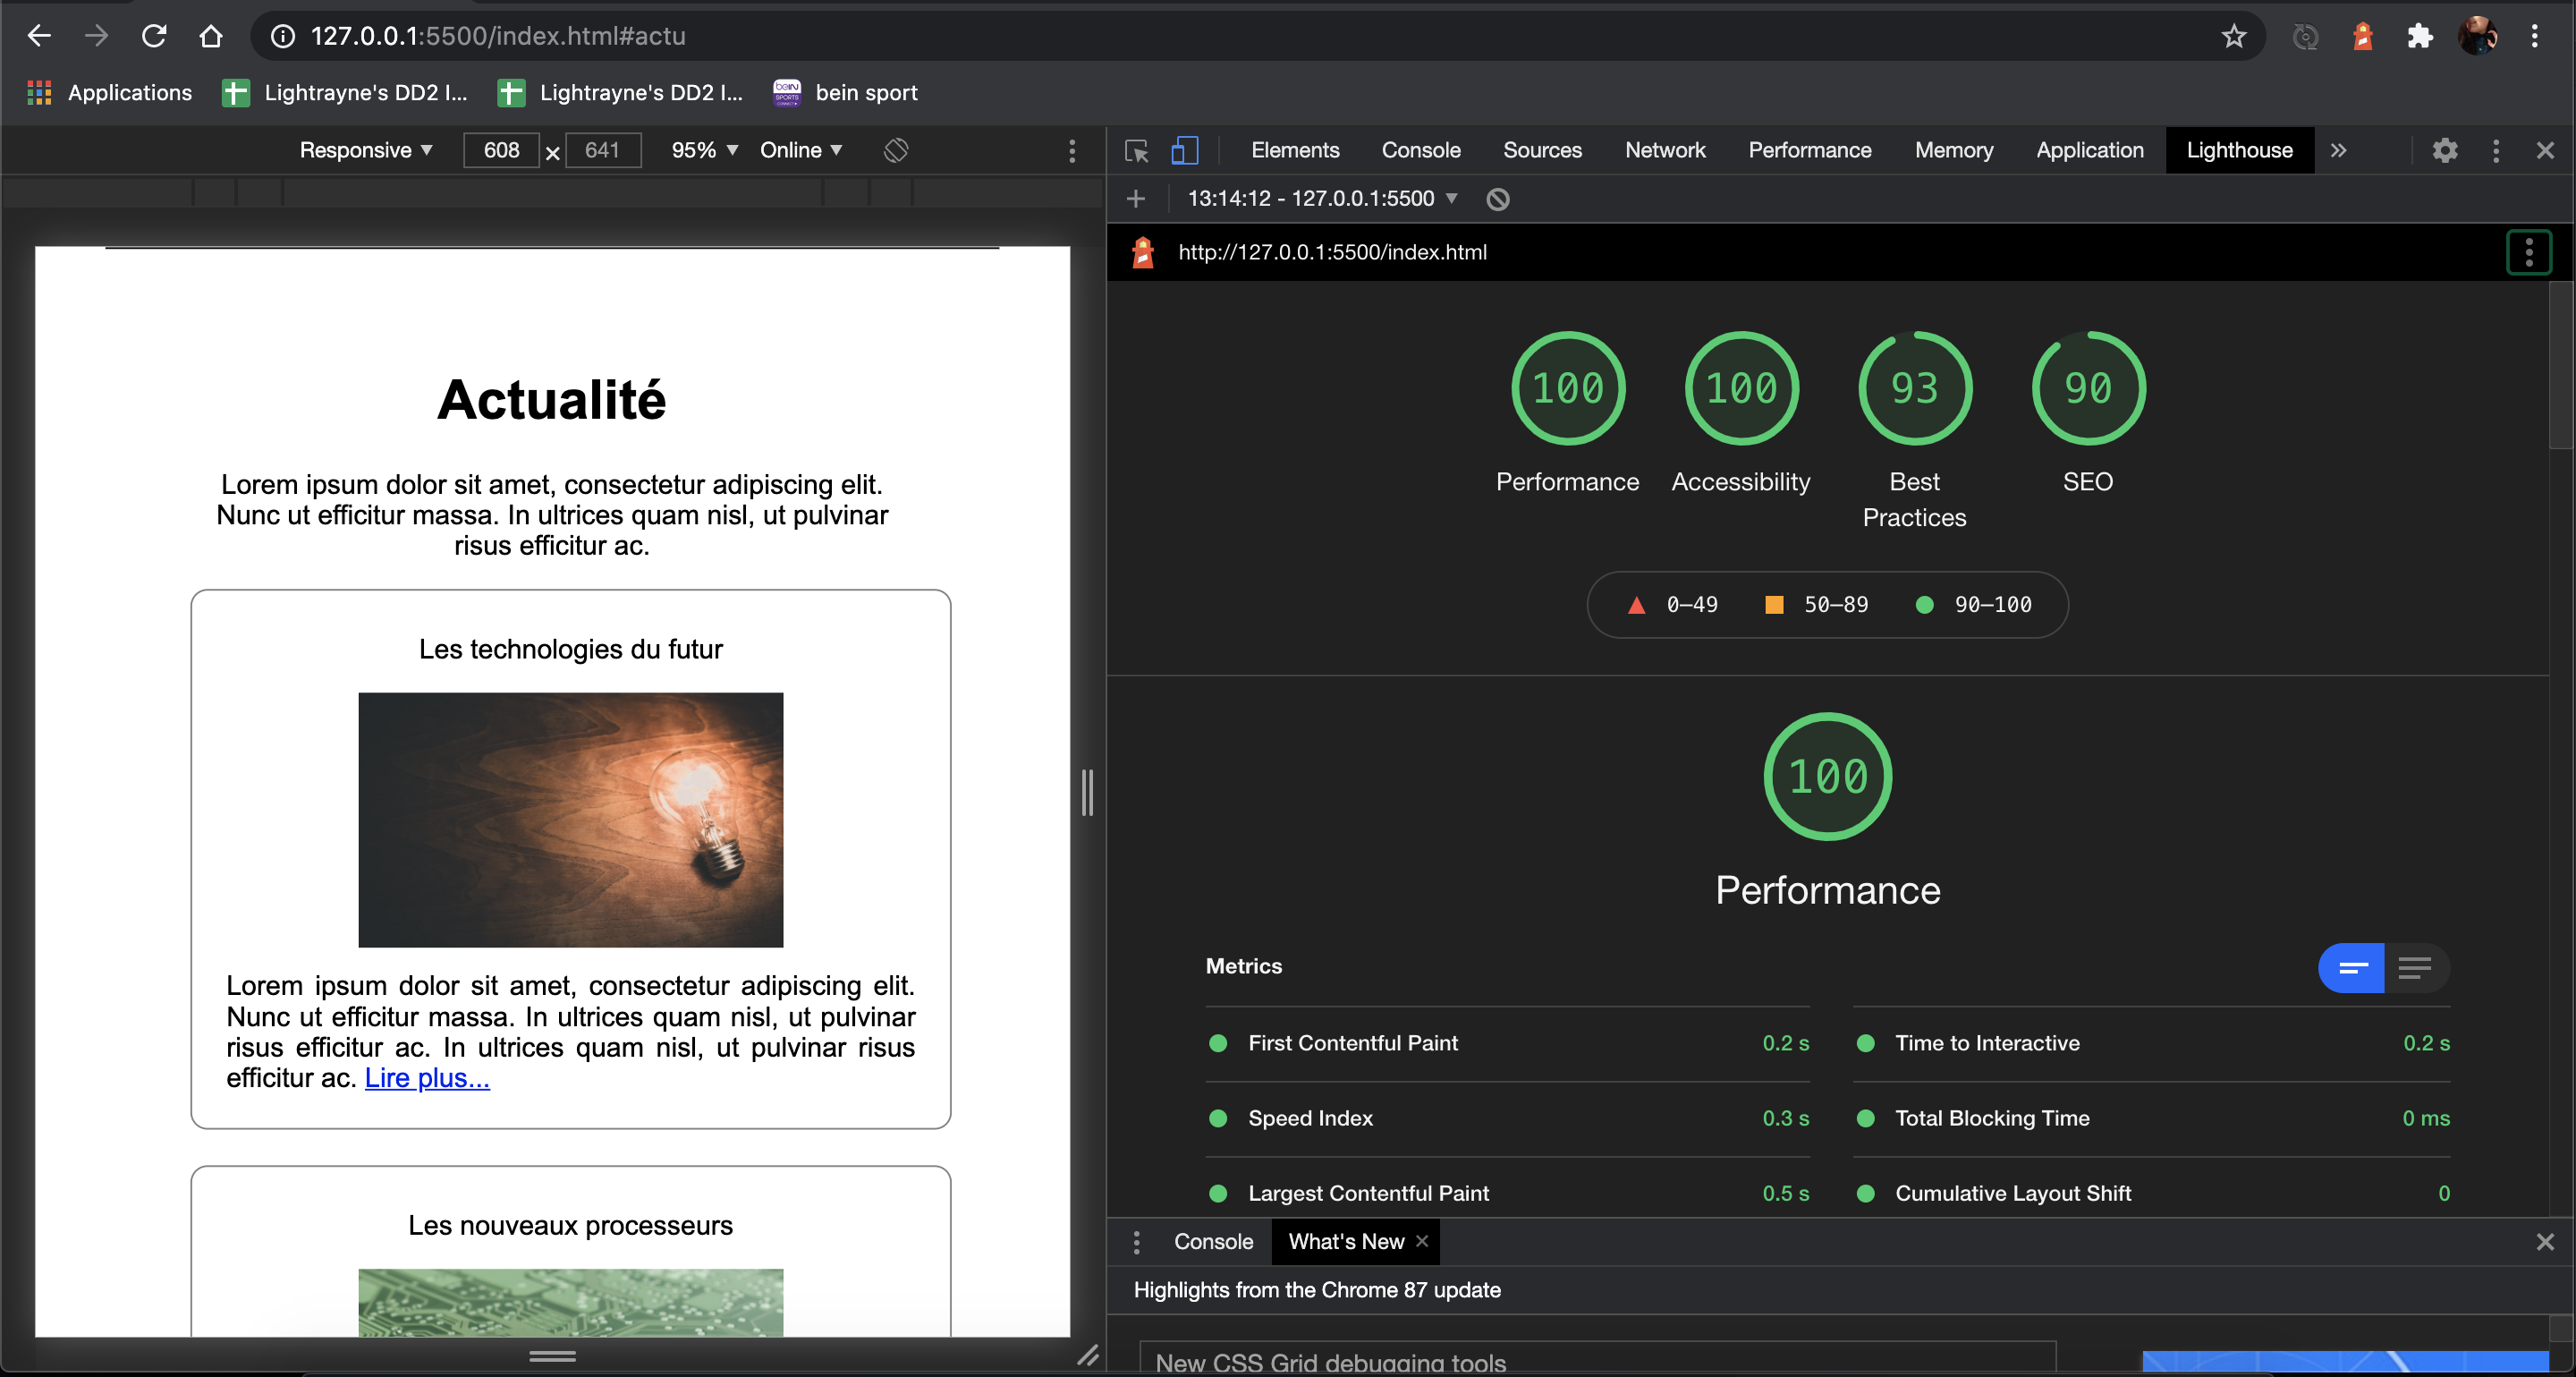 127.0.0.1:5500/index.html#actu
Applications
Lightrayne's DD2 I...
Lightrayne's DD2 I...
beIN
SPORTS
CONNECT
bein sport
Responsive
608
×
641
95%
Online
Elements
Console
Sources
Network
Performance
Memory
Application
Lighthouse
13:14:12 - 127.0.0.1:5500
http://127.0.0.1:5500/index.html
Actualité
Lorem ipsum dolor sit amet, consectetur adipiscing elit.
Nunc ut efficitur massa. In ultrices quam nisl, ut pulvinar
risus efficitur ac.
Les technologies du futur
Lorem ipsum dolor sit amet, consectetur adipiscing elit.
Nunc ut efficitur massa. In ultrices quam nisl, ut pulvinar
risus efficitur ac. In ultrices quam nisl, ut pulvinar risus
efficitur ac. Lire plus...
Les nouveaux processeurs
100
Performance
100
Accessibility
93
Best
Practices
90
SEO
0–49
50–89
90–100
100
Performance
Metrics
First Contentful Paint 0.2 s
Time to Interactive 0.2 s
Speed Index 0.3 s
Total Blocking Time 0 ms
Largest Contentful Paint 0.5 s
Cumulative Layout Shift 0
Console
What's New
Highlights from the Chrome 87 update
New CSS Grid debugging tools